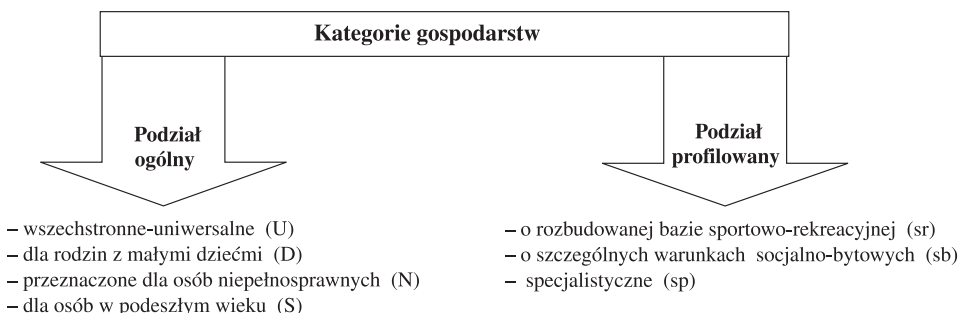 Kategorie gospodarstw
Podział
ogólny
Podział
profilowany
– wszechstronne-uniwersalne (U)
– dla rodzin z małymi dziećmi (D)
– przeznaczone dla osób niepełnosprawnych (N)
– dla osób w podeszłym wieku (S)
– o rozbudowanej bazie sportowo-rekreacyjnej (sr)
– o szczególnych warunkach socjalno-bytowych (sb)
– specjalistyczne (sp)